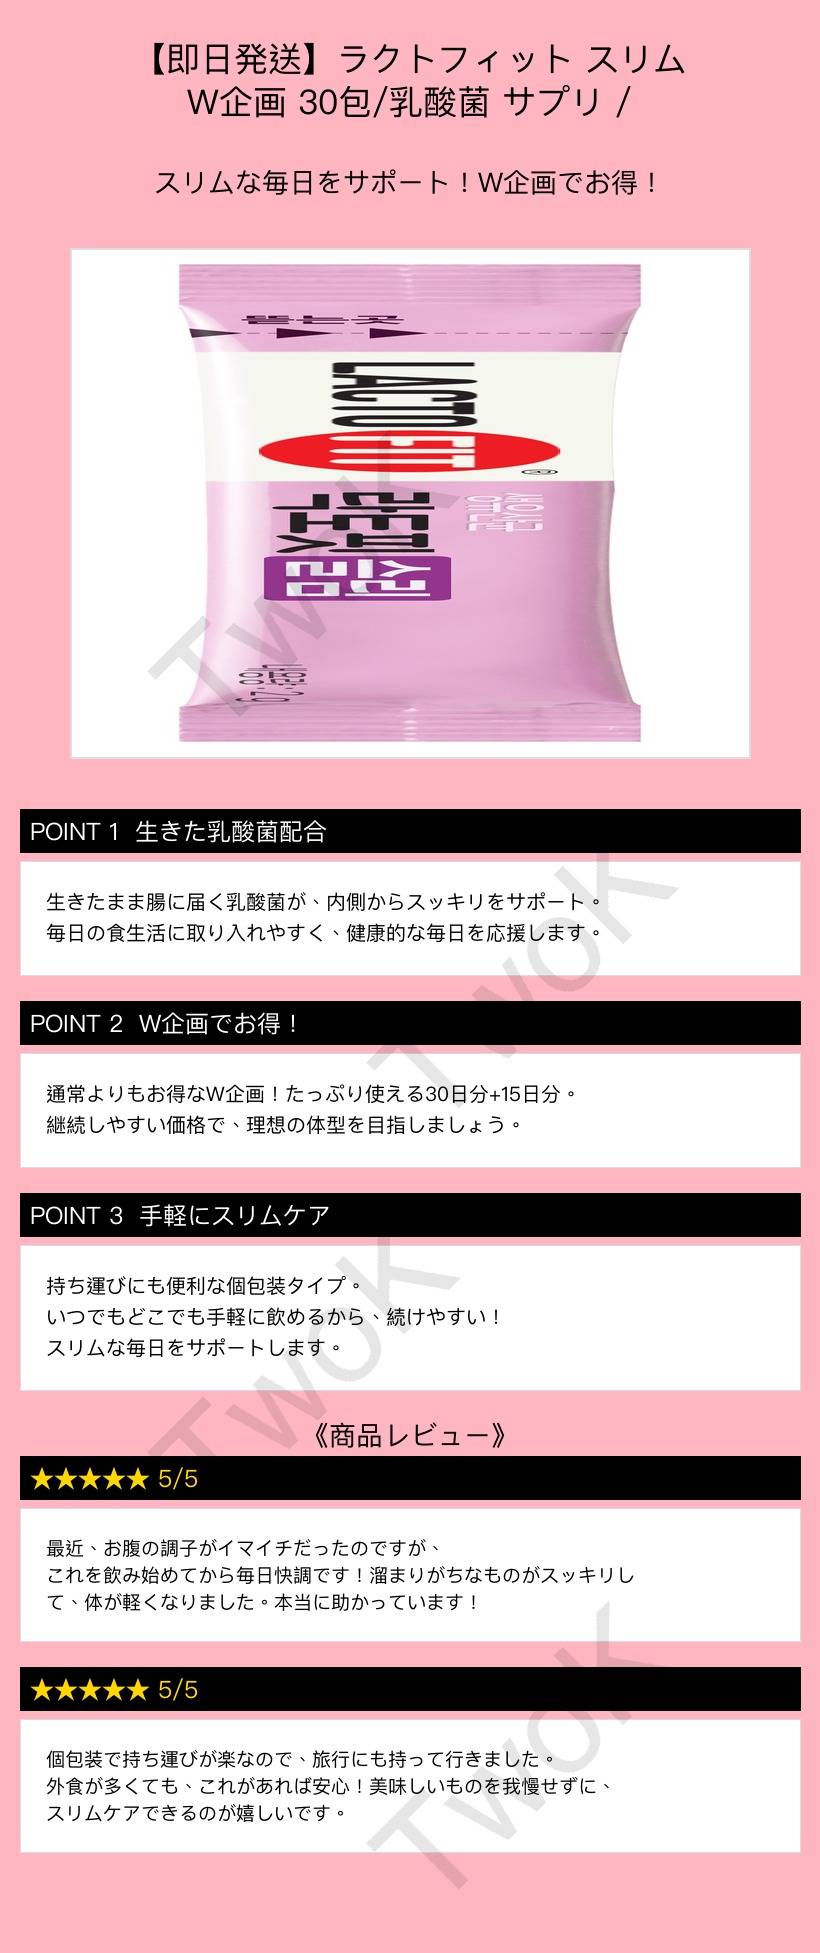 【即日発送】ラクトフィット スリム
W企画 30包/乳酸菌 サプリ /
スリムな毎日をサポート！W企画でお得！
뜯는곳
LACTO
FIT
®
생유산균
골드
락토핏
슬림
내용량:2g
TwoK
POINT 1 生きた乳酸菌配合
生きたまま腸に届く乳酸菌が、内側からスッキリをサポート。
毎日の食生活に取り入れやすく、健康的な毎日を応援します。
TwoK
POINT 2 W企画でお得！
通常よりもお得なW企画！たっぷり使える30日分+15日分。
継続しやすい価格で、理想の体型を目指しましょう。
POINT 3 手軽にスリムケア
持ち運びにも便利な個包装タイプ。
いつでもどこでも手軽に飲めるから、続けやすい！
スリムな毎日をサポートします。
TwoK
《商品レビュー》
★★★★★ 5/5
最近、お腹の調子がイマイチだったのですが、
これを飲み始めてから毎日快調です！溜まりがちなものがスッキリし
て、体が軽くなりました。本当に助かっています！
★★★★★ 5/5
個包装で持ち運びが楽なので、旅行にも持って行きました。
外食が多くても、これがあれば安心！美味しいものを我慢せずに、
スリムケアできるのが嬉しいです。
TwoK